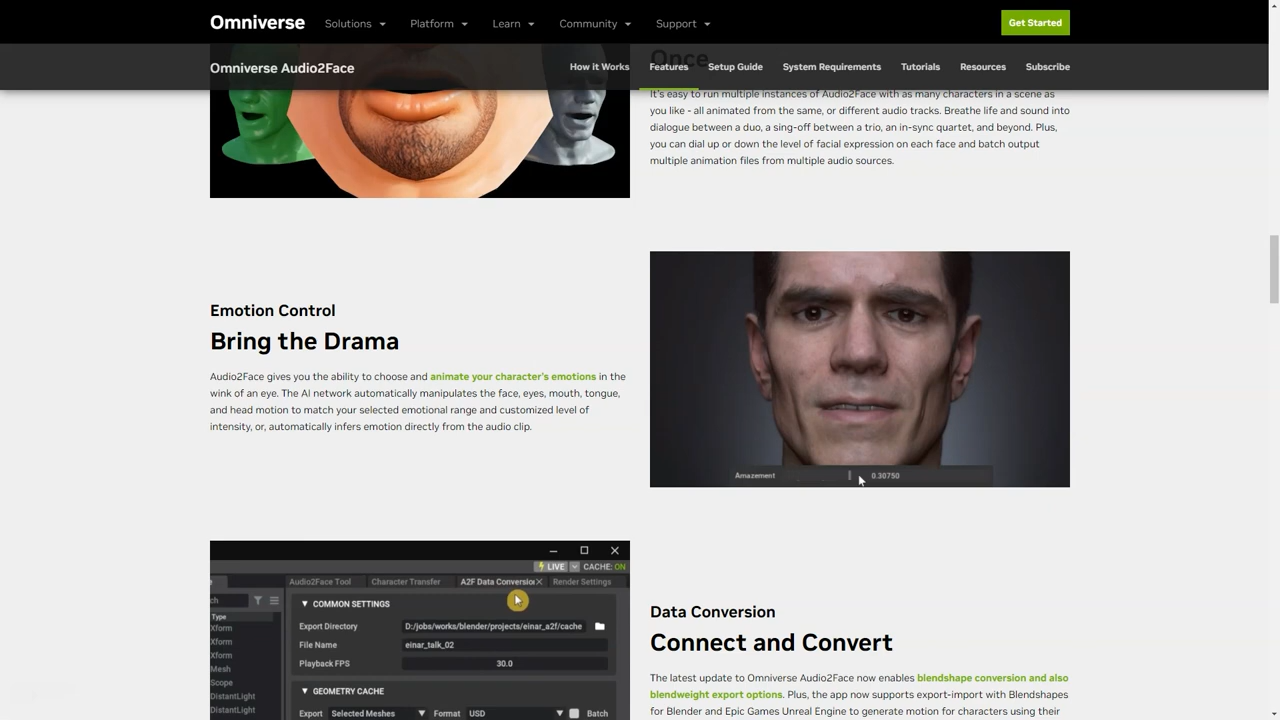 Omniverse
Solutions
Platform
Learn
Community
Support
Get Started
Omniverse Audio2Face
How it Works
Features
Setup Guide
System Requirements
Tutorials
Resources
Subscribe
Once
It's easy to run multiple instances of Audio2Face with as many characters in a scene as
you like - all animated from the same, or different audio tracks. Breathe life and sound into
dialogue between a duo, a sing-off between a trio, an in-sync quartet, and beyond. Plus,
you can dial up or down the level of facial expression on each face and batch output
multiple animation files from multiple audio sources.
Emotion Control
Bring the Drama
Audio2Face gives you the ability to choose and animate your character's emotions in the
wink of an eye. The AI network automatically manipulates the face, eyes, mouth, tongue,
and head motion to match your selected emotional range and customized level of
intensity, or, automatically infers emotion directly from the audio clip.
Amazement 0.30750
LIVE CACHE: ON
Audio2Face Tool
Character Transfer
A2F Data Conversio
Render Settings
ch
Type
Xform
Xform
Xform
Mesh
Scope
DistantLight
DistantLight
COMMON SETTINGS
Export Directory D:/jobs/works/blender/projects/einar_a2f/cache
File Name einar_talk_02
Playback FPS 30.0
GEOMETRY CACHE
Export Selected Meshes Format USD Batch
Data Conversion
Connect and Convert
The latest update to Omniverse Audio2Face now enables blendshape conversion and also
blendweight export options. Plus, the app now supports export-import with Blendshapes
for Blender and Epic Games Unreal Engine to generate motion for characters using their